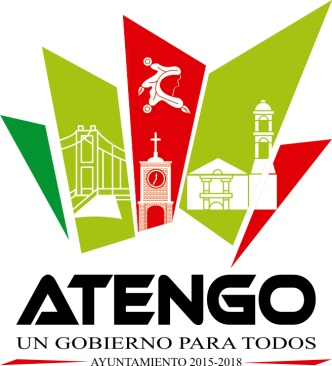 ATENGO
UN GOBIERNO PARA TODOS
AYUNTAMIENTO 2015-2018